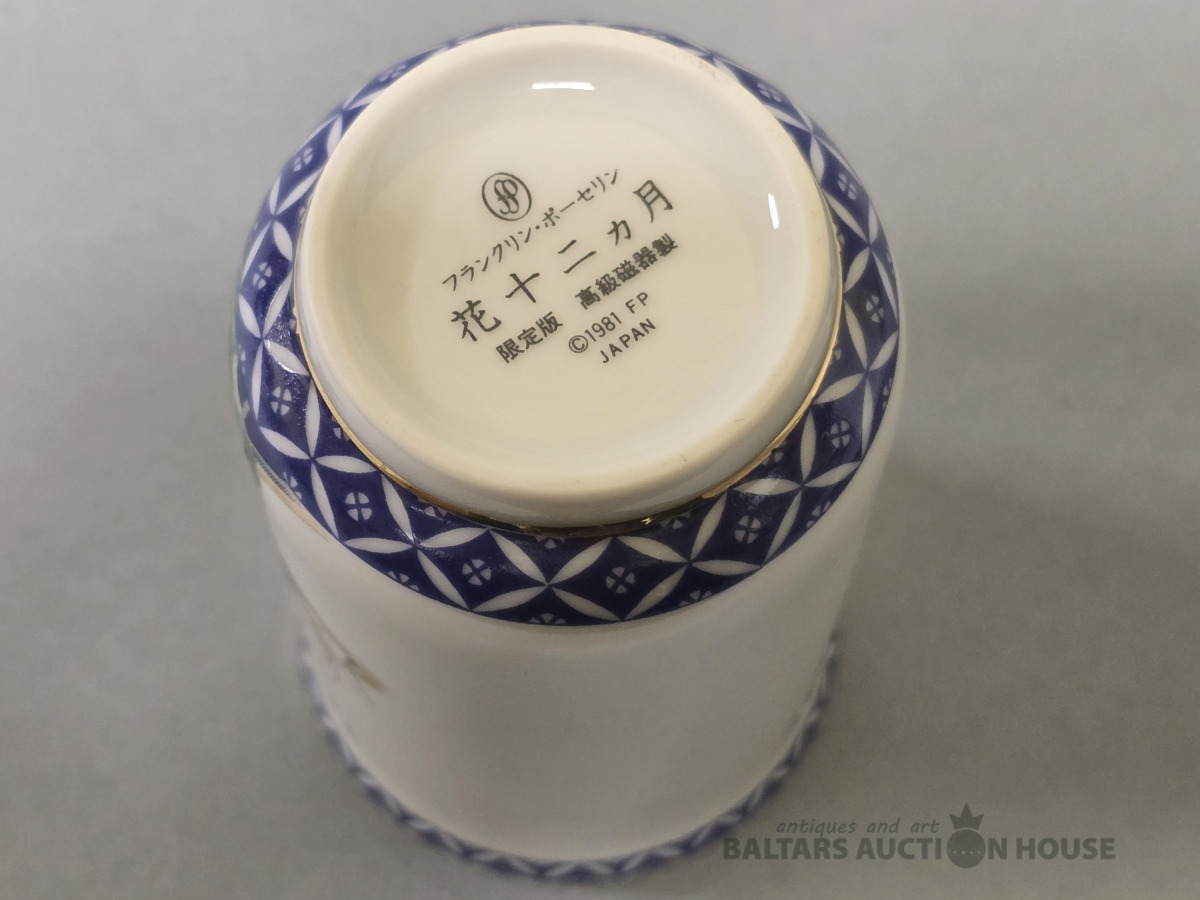 FP
フランクリン・ポーセリン
花十二カ月
限定版 高級磁器製
©1981 FP
JAPAN
antiques and art
BALTARS AUCTION HOUSE